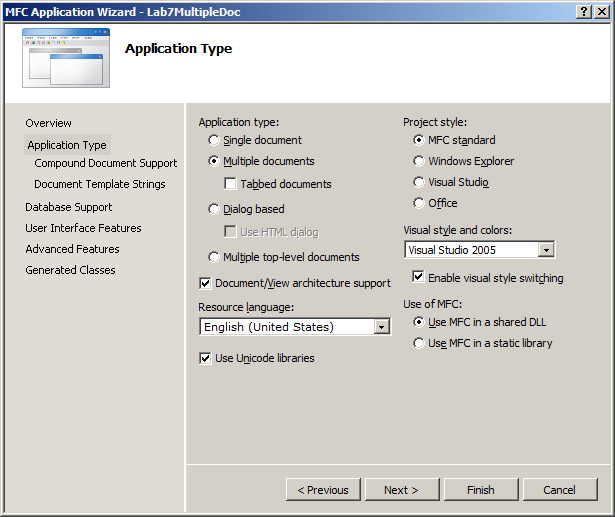 MFC Application Wizard - Lab7MultipleDoc
Application Type
Overview
Application Type
Compound Document Support
Document Template Strings
Database Support
User Interface Features
Advanced Features
Generated Classes
Application type:
Single document
Multiple documents
Tabbed documents
Dialog based
Use HTML dialog
Multiple top-level documents
Document/View architecture support
Resource language:
English (United States)
Use Unicode libraries
Project style:
MFC standard
Windows Explorer
Visual Studio
Office
Visual style and colors:
Visual Studio 2005
Enable visual style switching
Use of MFC:
Use MFC in a shared DLL
Use MFC in a static library
< Previous
Next >
Finish
Cancel